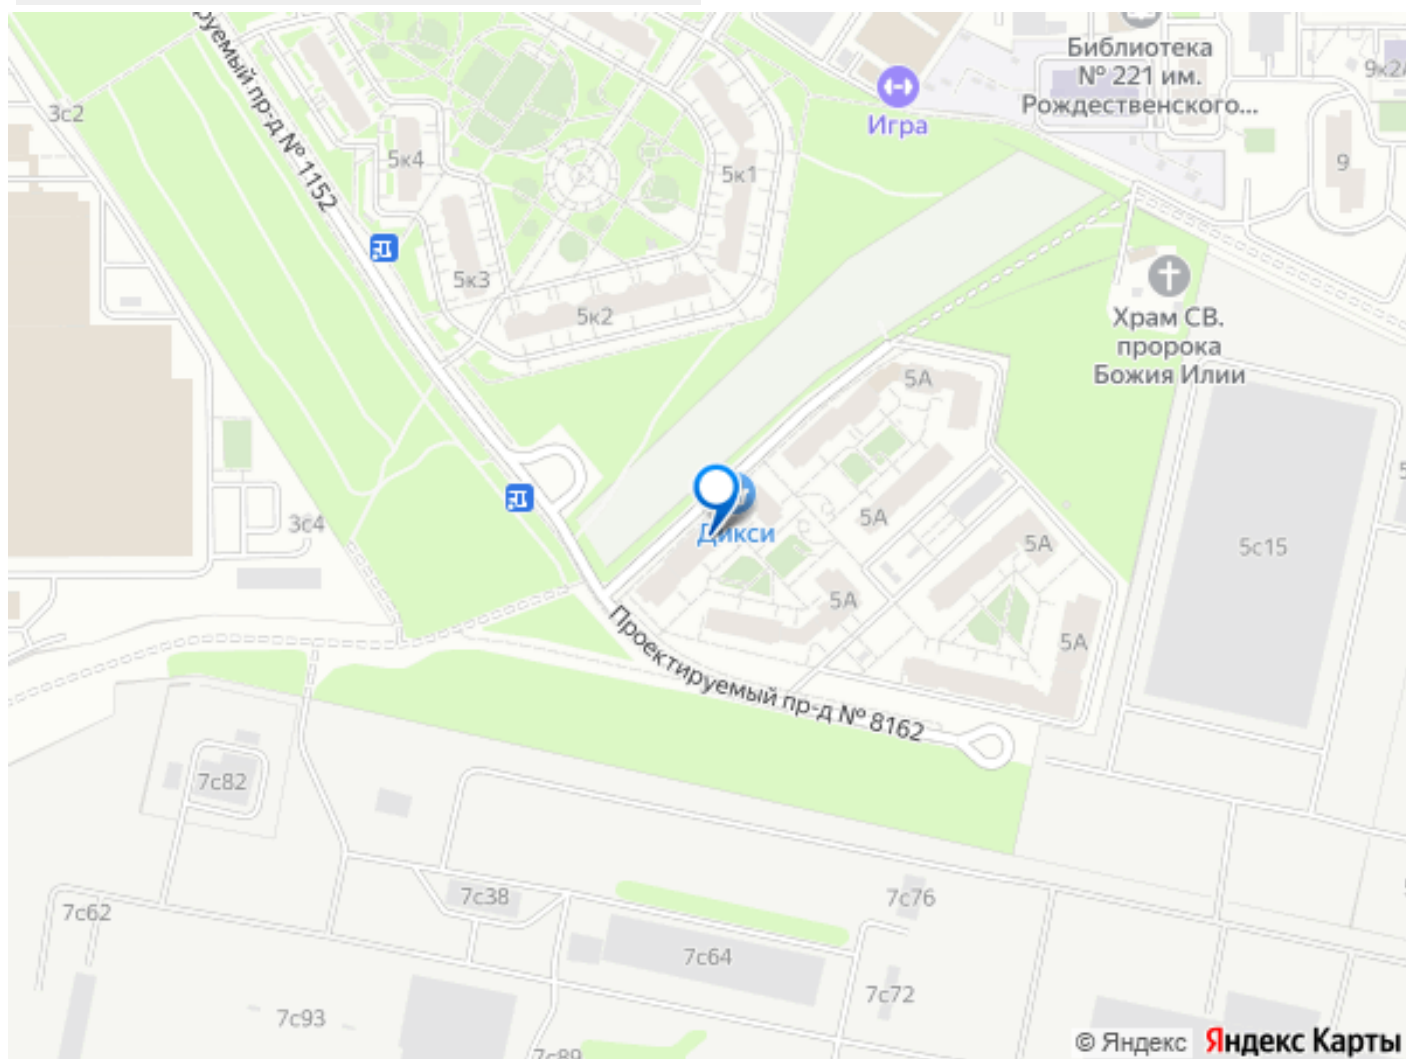 Библиотека
№ 221 им.
Рождественского...
9к2А
3с2
руемый пр-д № 1152
Игра
5к4
5к1
9
5к3
5к2
Храм СВ.
пророка
Божия Илии
5А
3с4
Дикси
5А
5А
5с15
5А
5А
Проектируемый пр-д № 8162
7с82
7с38
7с76
7с62
7с64
7с72
7с93
7с89
© Яндекс Яндекс Карты